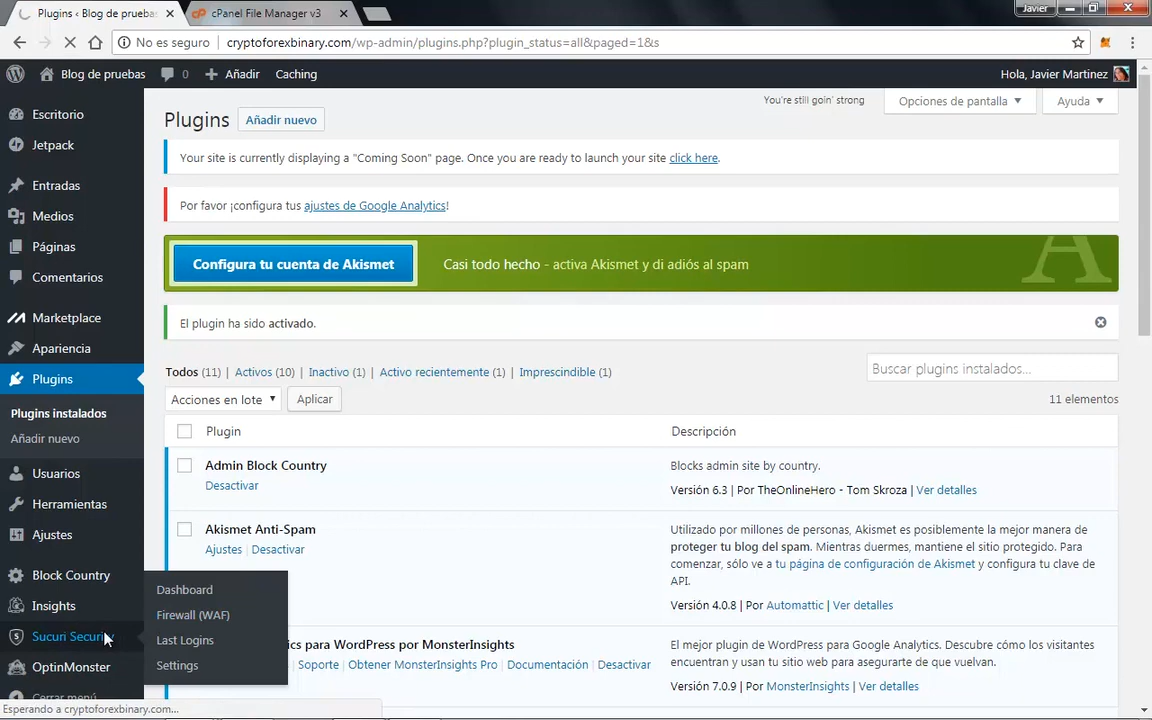 Plugins ‹ Blog de pruebas
cPanel File Manager v3
Javier
No es seguro
cryptoforexbinary.com/wp-admin/plugins.php?plugin_status=all&paged=1&s
Blog de pruebas
0
Añadir
Caching
Hola, Javier Martinez
Escritorio
Jetpack
Entradas
Medios
Páginas
Comentarios
Marketplace
Apariencia
Plugins
Plugins instalados
Añadir nuevo
Usuarios
Herramientas
Ajustes
Block Country
Insights
Sucuri Security
OptinMonster
Cerrar menú
Dashboard
Firewall (WAF)
Last Logins
Settings
You're still goin' strong
Opciones de pantalla
Ayuda
Plugins
Añadir nuevo
Your site is currently displaying a "Coming Soon" page. Once you are ready to launch your site click here.
Por favor ¡configura tus ajustes de Google Analytics!
Configura tu cuenta de Akismet
Casi todo hecho - activa Akismet y di adiós al spam
A
El plugin ha sido activado.
Todos (11) | Activos (10) | Inactivo (1) | Activo recientemente (1) | Imprescindible (1)
Buscar plugins instalados...
Acciones en lote
Aplicar
11 elementos
Plugin
Descripción
Admin Block Country
Desactivar
Blocks admin site by country.
Versión 6.3 | Por TheOnlineHero - Tom Skroza | Ver detalles
Akismet Anti-Spam
Ajustes | Desactivar
Utilizado por millones de personas, Akismet es posiblemente la mejor manera de
proteger tu blog del spam. Mientras duermes, mantiene el sitio protegido. Para
comenzar, sólo ve a tu página de configuración de Akismet y configura tu clave de
API.
Versión 4.0.8 | Por Automattic | Ver detalles
ics para WordPress por MonsterInsights
Soporte | Obtener MonsterInsights Pro | Documentación | Desactivar
El mejor plugin de WordPress para Google Analytics. Descubre cómo los visitantes
encuentran y usan tu sitio web para asegurarte de que vuelvan.
Versión 7.0.9 | Por MonsterInsights | Ver detalles
Esperando a cryptoforexbinary.com...